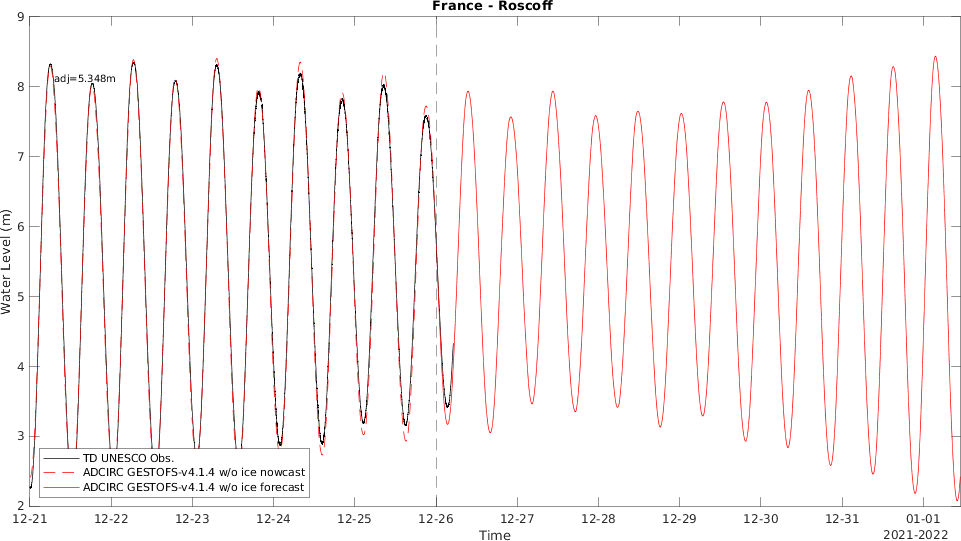 France - Roscoff
9
8
7
6
5
4
3
2
Water Level (m)
adj=5.348m
TD UNESCO Obs.
ADCIRC GESTOFS-v4.1.4 w/o ice nowcast
ADCIRC GESTOFS-v4.1.4 w/o ice forecast
12-21 12-22 12-23 12-24 12-25 12-26 12-27 12-28 12-29 12-30 12-31 01-01
Time
2021-2022